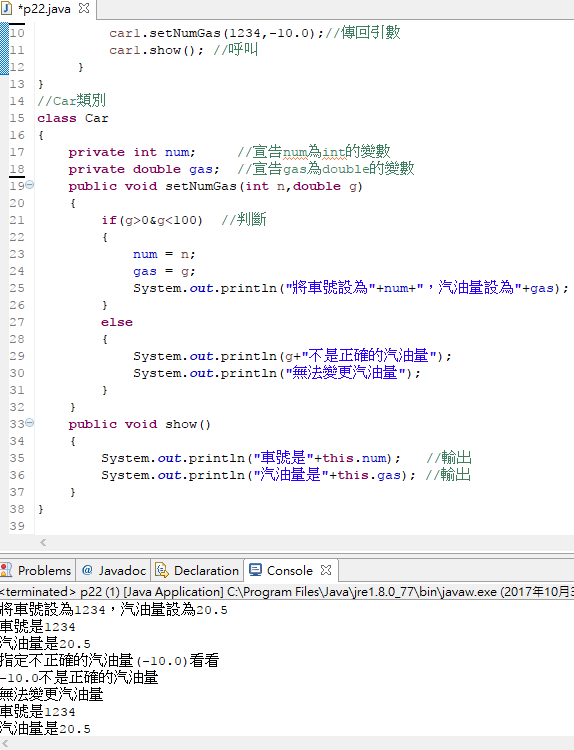 *p22.java
10 car1.setNumGas(1234,-10.0);//傳回引數
11 car1.show(); //呼叫
12 }
13 }
14 //Car類別
15 class Car
16 {
17 private int num; //宣告num為int的變數
18 private double gas; //宣告gas為double的變數
19 public void setNumGas(int n,double g)
20 {
21 if(g>0&g<100) //判斷
22 {
23 num = n;
24 gas = g;
25 System.out.println("將車號設為"+num+"，汽油量設為"+gas);
26 }
27 else
28 {
29 System.out.println(g+"不是正確的汽油量");
30 System.out.println("無法變更汽油量");
31 }
32 }
33 public void show()
34 {
35 System.out.println("車號是"+this.num); //輸出
36 System.out.println("汽油量是"+this.gas); //輸出
37 }
38 }
39
Problems @ Javadoc Declaration Console
<terminated> p22 (1) [Java Application] C:\Program Files\Java\jre1.8.0_77\bin\javaw.exe (2017年10月3
將車號設為1234，汽油量設為20.5
車號是1234
汽油量是20.5
指定不正確的汽油量(-10.0)看看
-10.0不是正確的汽油量
無法變更汽油量
車號是1234
汽油量是20.5